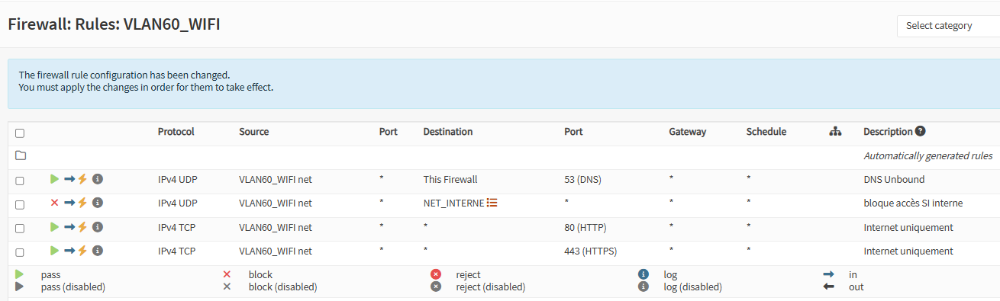 Firewall: Rules: VLAN60_WIFI
Select category
The firewall rule configuration has been changed.
You must apply the changes in order for them to take effect.
Protocol Source Port Destination Port Gateway Schedule Description
Automatically generated rules
IPv4 UDP VLAN60_WIFI net * This Firewall 53 (DNS) * * DNS Unbound
IPv4 UDP VLAN60_WIFI net * NET_INTERNE * * * bloque accès SI interne
IPv4 TCP VLAN60_WIFI net * * 80 (HTTP) * * Internet uniquement
IPv4 TCP VLAN60_WIFI net * * 443 (HTTPS) * * Internet uniquement
pass block reject log in
pass (disabled) block (disabled) reject (disabled) log (disabled) out